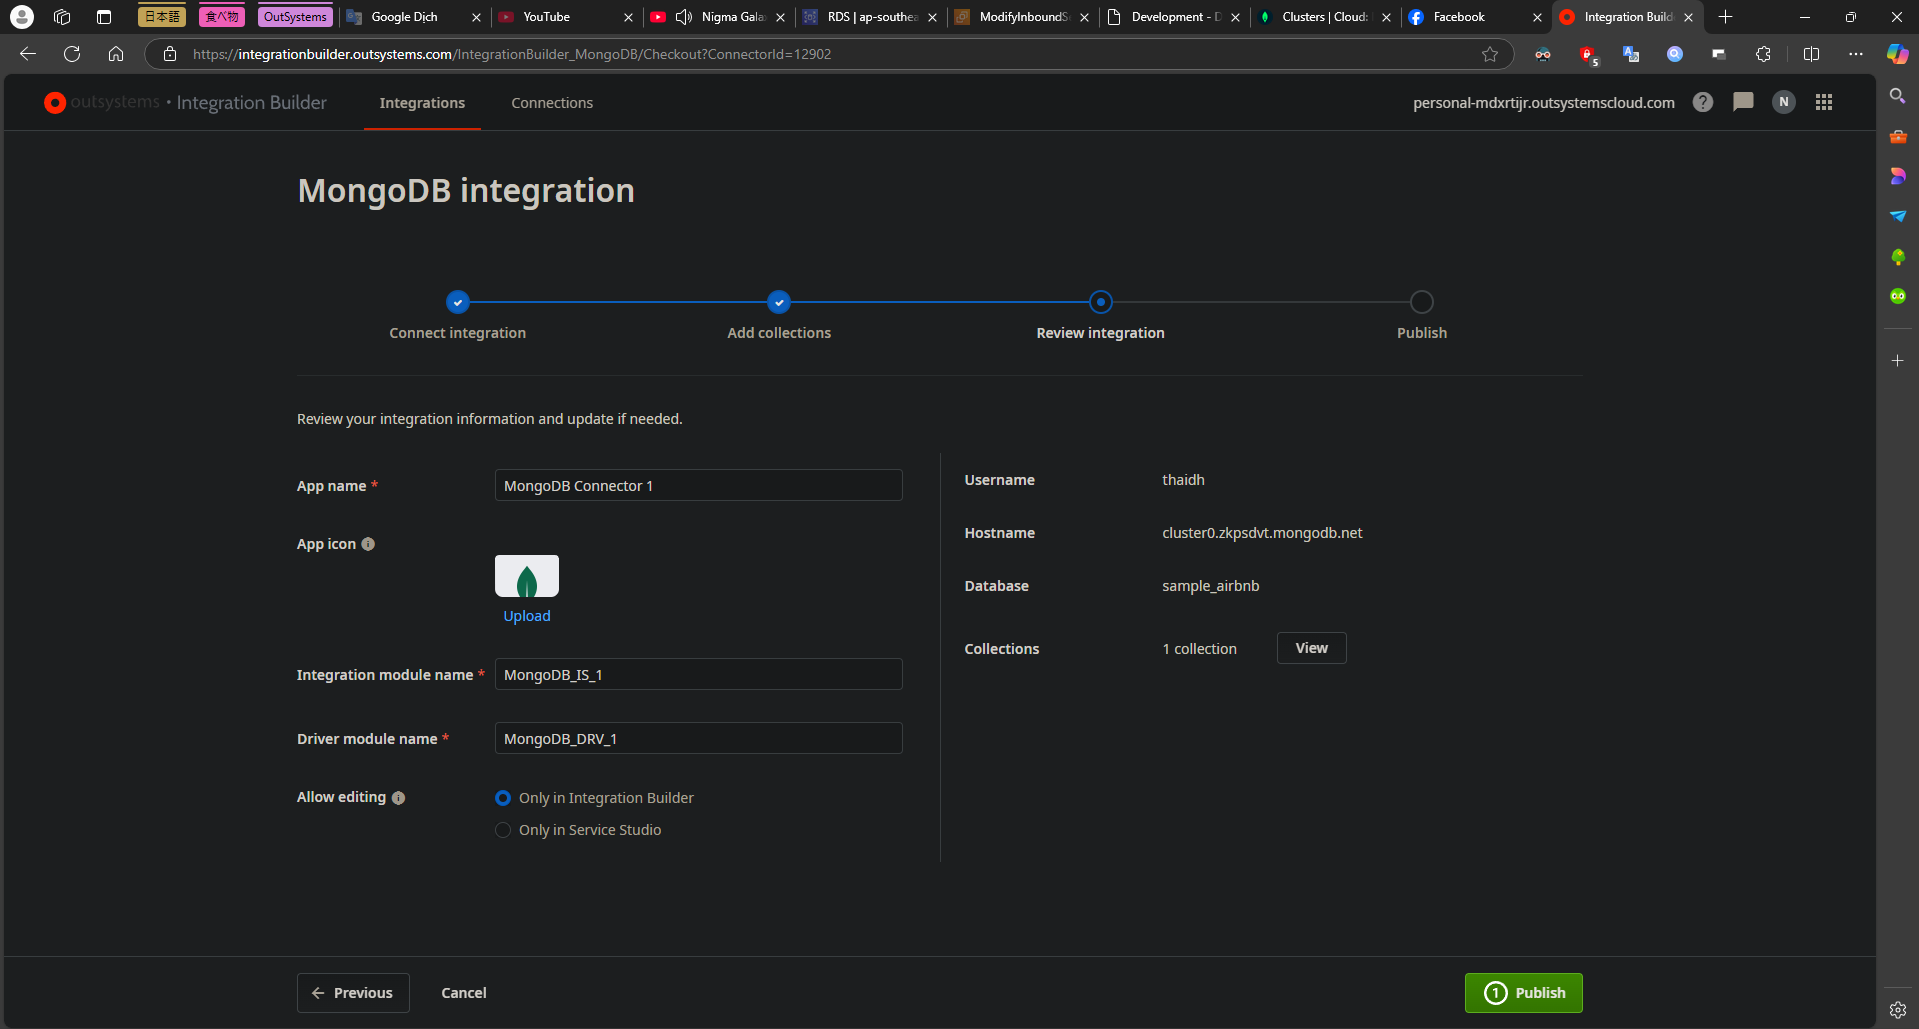 日本語 食べ物 OutSystems Google Dịch YouTube Nigma Gala RDS | ap-southea ModifyInboundSe Development - D Clusters | Cloud: Facebook Integration Build
https://integrationbuilder.outsystems.com/IntegrationBuilder_MongoDB/Checkout?ConnectorId=12902 5
outsystems • Integration Builder Integrations Connections personal-mdxrtijr.outsystemscloud.com ? N
MongoDB integration
Connect integration Add collections Review integration Publish
Review your integration information and update if needed.
App name * MongoDB Connector 1
App icon
Upload
Integration module name * MongoDB_IS_1
Driver module name * MongoDB_DRV_1
Allow editing Only in Integration Builder
Only in Service Studio
Username thaidh
Hostname cluster0.zkpsdvt.mongodb.net
Database sample_airbnb
Collections 1 collection View
Previous Cancel 1 Publish